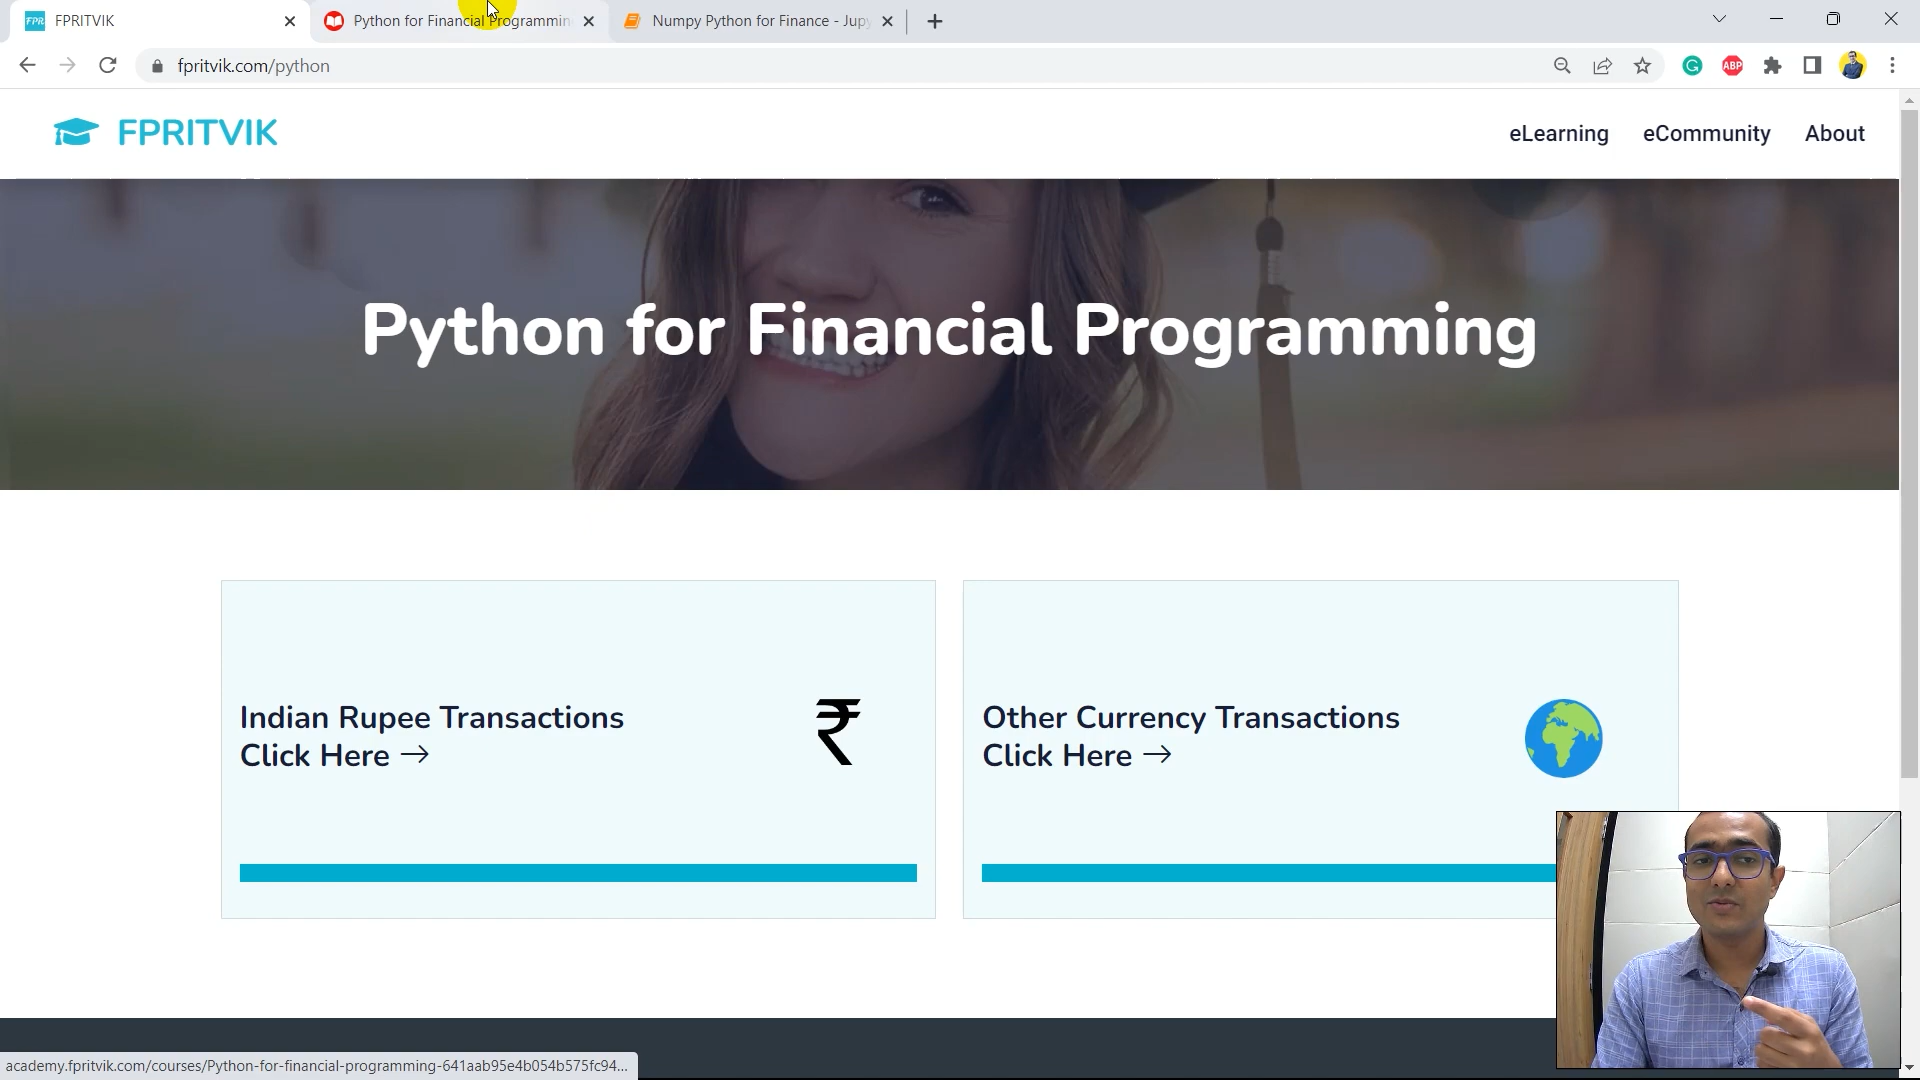 FPR FPRITVIK
Python for Financial Programmin
Numpy Python for Finance - Jup
fpritvik.com/python
G
ABP
FPRITVIK
eLearning
eCommunity
About
Python for Financial Programming
Indian Rupee Transactions
Click Here →
₹
Other Currency Transactions
Click Here →
academy.fpritvik.com/courses/Python-for-financial-programming-641aab95e4b054b575fc94...